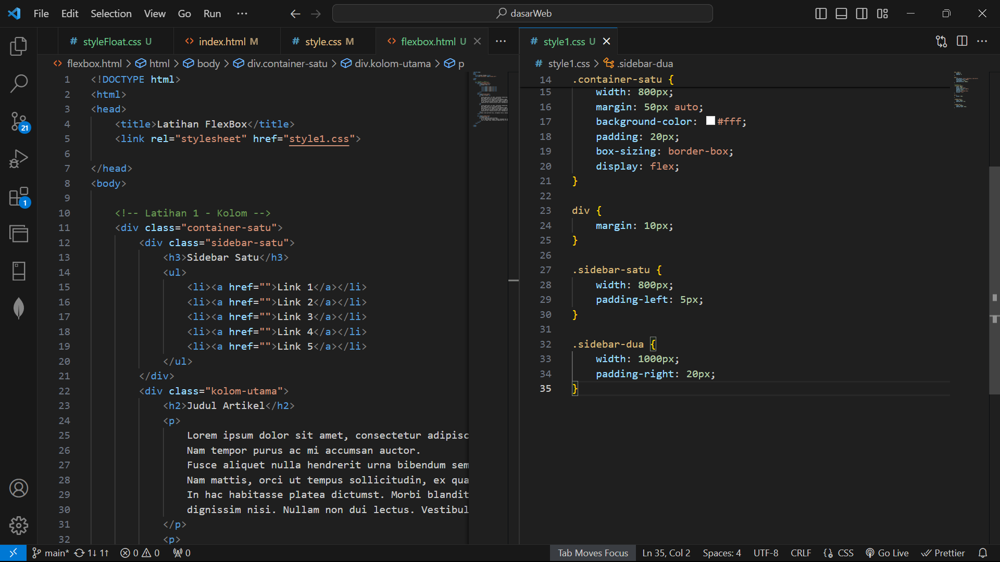 File Edit Selection View Go Run ··· dasarWeb
# styleFloat.css U <> index.html M # style.css M <> flexbox.html U ··· # style1.css U ···
<> flexbox.html > html > body > div.container-satu > div.kolom-utama > p
1 <!DOCTYPE html>
2 <html>
3 <head>
4 <title>Latihan FlexBox</title>
5 <link rel="stylesheet" href="style1.css">
6
7 </head>
8 <body>
9
10 <!-- Latihan 1 - Kolom -->
11 <div class="container-satu">
12 <div class="sidebar-satu">
13 <h3>Sidebar Satu</h3>
14 <ul>
15 <li><a href="">Link 1</a></li>
16 <li><a href="">Link 2</a></li>
17 <li><a href="">Link 3</a></li>
18 <li><a href="">Link 4</a></li>
19 <li><a href="">Link 5</a></li>
20 </ul>
21 </div>
22 <div class="kolom-utama">
23 <h2>Judul Artikel</h2>
24 <p>
25 Lorem ipsum dolor sit amet, consectetur adipisc
26 Nam tempor purus ac mi accumsan auctor.
27 Fusce aliquet nulla hendrerit urna bibendum sem
28 Nam mattis, orci ut tempus sollicitudin, ex qua
29 In hac habitasse platea dictumst. Morbi blandit
30 dignissim nisi. Nullam non dui lectus. Vestibul
31 </p>
32 <p>
# style1.css > .sidebar-dua
14 .container-satu {
15 width: 800px;
16 margin: 50px auto;
17 background-color: #fff;
18 padding: 20px;
19 box-sizing: border-box;
20 display: flex;
21 }
22
23 div {
24 margin: 10px;
25 }
26
27 .sidebar-satu {
28 width: 800px;
29 padding-left: 5px;
30 }
31
32 .sidebar-dua {
33 width: 1000px;
34 padding-right: 20px;
35 }
21
1
main* 1↓ 1↑ 0 0 0 Tab Moves Focus Ln 35, Col 2 Spaces: 4 UTF-8 CRLF CSS Go Live Prettier